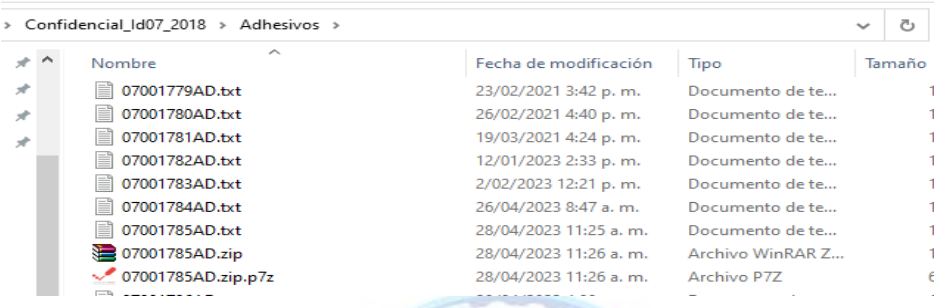 > Confidencial_Id07_2018 > Adhesivos >
Nombre Fecha de modificación Tipo Tamaño
07001779AD.txt 23/02/2021 3:42 p. m. Documento de te... 1
07001780AD.txt 26/02/2021 4:40 p. m. Documento de te... 1
07001781AD.txt 19/03/2021 4:24 p. m. Documento de te... 1
07001782AD.txt 12/01/2023 2:33 p. m. Documento de te... 1
07001783AD.txt 2/02/2023 12:21 p. m. Documento de te... 1
07001784AD.txt 26/04/2023 8:47 a. m. Documento de te... 1
07001785AD.txt 28/04/2023 11:25 a. m. Documento de te... 1
07001785AD.zip 28/04/2023 11:26 a. m. Archivo WinRAR Z... 1
07001785AD.zip.p7z 28/04/2023 11:26 a. m. Archivo P7Z 6